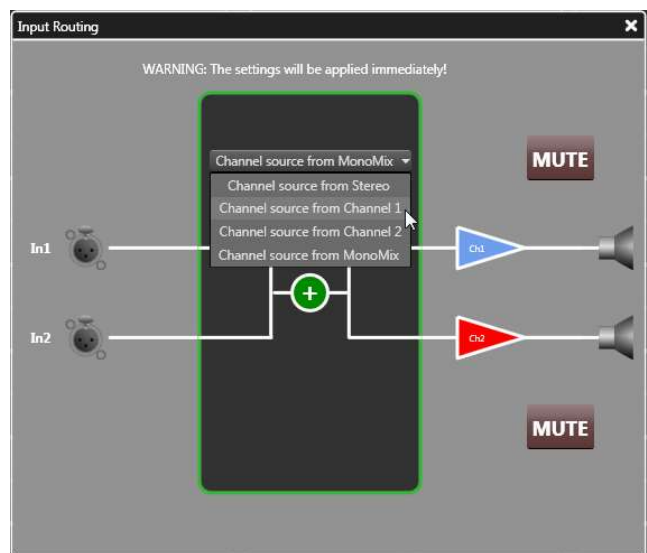 Input Routing
WARNING: The settings will be applied immediately!
Channel source from MonoMix
MUTE
Channel source from Stereo
Channel source from Channel 1
Channel source from Channel 2
Channel source from MonoMix
In1
Ch1
+
In2
Ch2
MUTE